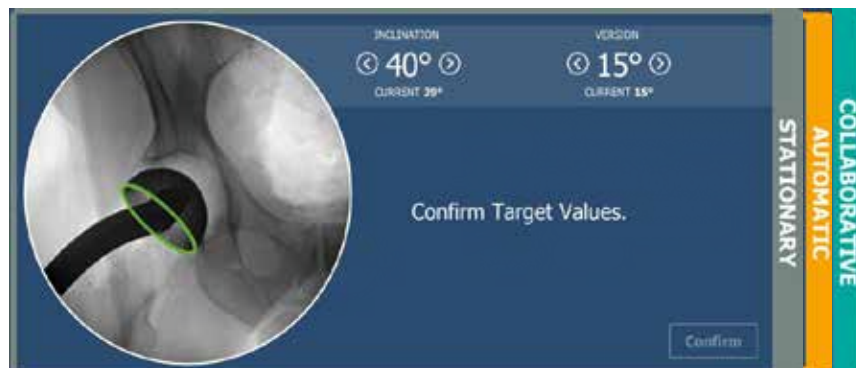 INCLINATION
40°
CURRENT 39°
VERSION
15°
CURRENT 15°
Confirm Target Values.
Confirm
STATIONARY
AUTOMATIC
COLLABORATIVE